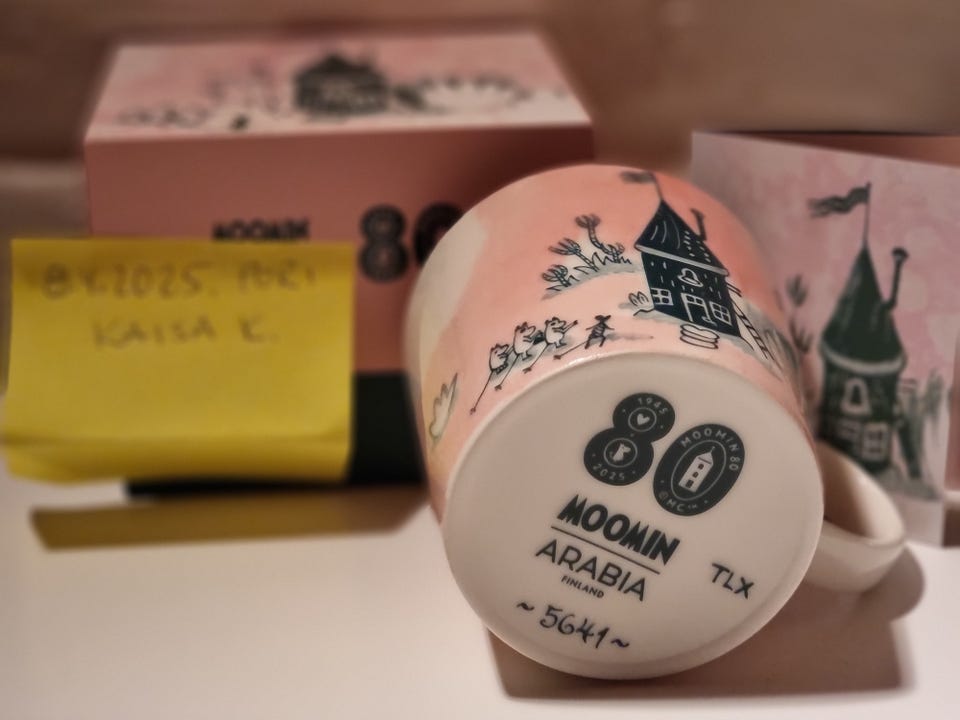 MOOMIN 80
8.4.2025. PORI
KAISA K.
1945
2025
80
MOOMIN 80
©MC™
MOOMIN
ARABIA
FINLAND
TLX
~ 5641 ~